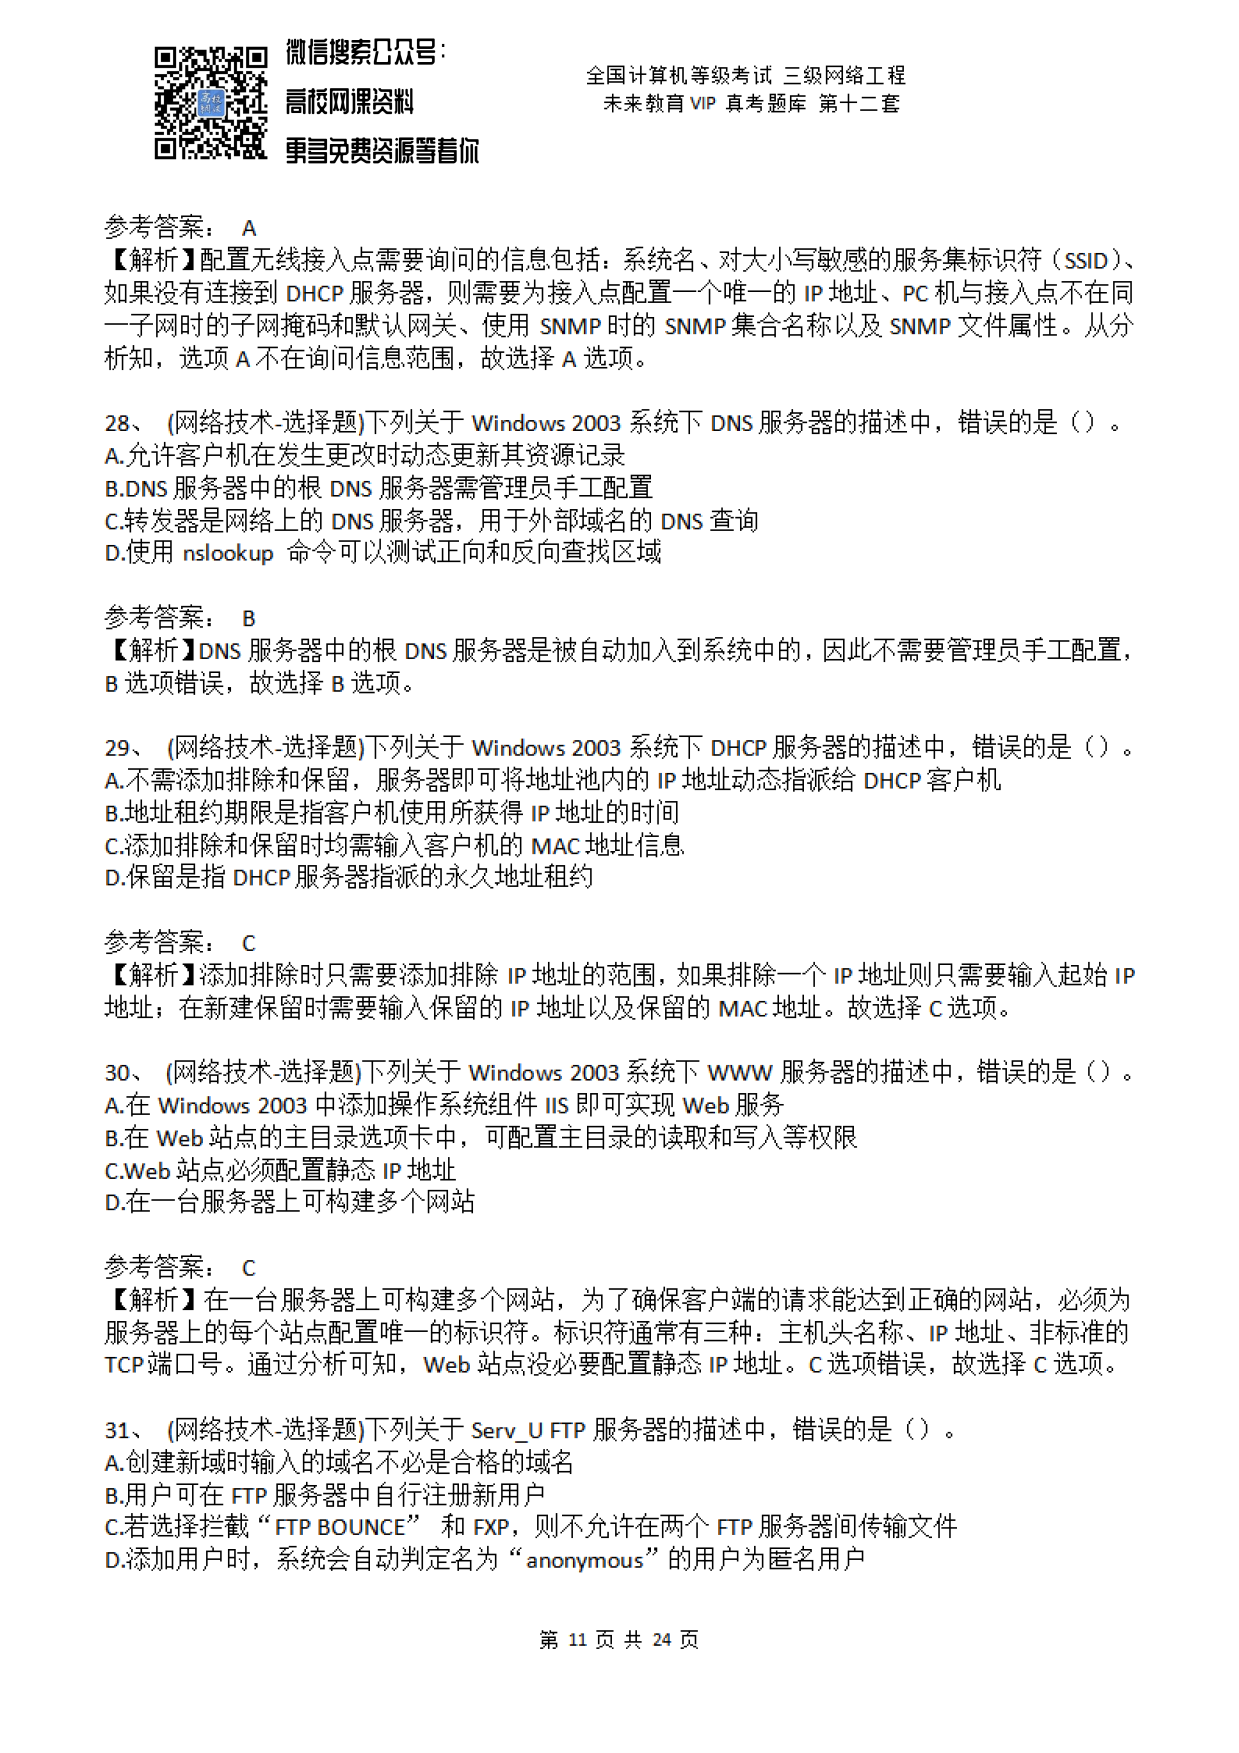 微信搜索公众号：
高校网课资料
更多免费资源等着你
全国计算机等级考试 三级网络工程
未来教育 VIP 真考题库 第十二套
参考答案： A
【解析】配置无线接入点需要询问的信息包括：系统名、对大小写敏感的服务集标识符（SSID）、
如果没有连接到 DHCP 服务器，则需要为接入点配置一个唯一的 IP 地址、PC 机与接入点不在同
一子网时的子网掩码和默认网关、使用 SNMP 时的 SNMP 集合名称以及 SNMP 文件属性。从分
析知，选项 A 不在询问信息范围，故选择 A 选项。
28、 (网络技术-选择题)下列关于 Windows 2003 系统下 DNS 服务器的描述中，错误的是（）。
A.允许客户机在发生更改时动态更新其资源记录
B.DNS 服务器中的根 DNS 服务器需管理员手工配置
C.转发器是网络上的 DNS 服务器，用于外部域名的 DNS 查询
D.使用 nslookup 命令可以测试正向和反向查找区域
参考答案： B
【解析】DNS 服务器中的根 DNS 服务器是被自动加入到系统中的，因此不需要管理员手工配置，
B 选项错误，故选择 B 选项。
29、 (网络技术-选择题)下列关于 Windows 2003 系统下 DHCP 服务器的描述中，错误的是（）。
A.不需添加排除和保留，服务器即可将地址池内的 IP 地址动态指派给 DHCP 客户机
B.地址租约期限是指客户机使用所获得 IP 地址的时间
C.添加排除和保留时均需输入客户机的 MAC 地址信息
D.保留是指 DHCP 服务器指派的永久地址租约
参考答案： C
【解析】添加排除时只需要添加排除 IP 地址的范围，如果排除一个 IP 地址则只需要输入起始 IP
地址；在新建保留时需要输入保留的 IP 地址以及保留的 MAC 地址。故选择 C 选项。
30、 (网络技术-选择题)下列关于 Windows 2003 系统下 WWW 服务器的描述中，错误的是（）。
A.在 Windows 2003 中添加操作系统组件 IIS 即可实现 Web 服务
B.在 Web 站点的主目录选项卡中，可配置主目录的读取和写入等权限
C.Web 站点必须配置静态 IP 地址
D.在一台服务器上可构建多个网站
参考答案： C
【解析】在一台服务器上可构建多个网站，为了确保客户端的请求能达到正确的网站，必须为
服务器上的每个站点配置唯一的标识符。标识符通常有三种：主机头名称、IP 地址、非标准的
TCP 端口号。通过分析可知，Web 站点没必要配置静态 IP 地址。C 选项错误，故选择 C 选项。
31、 (网络技术-选择题)下列关于 Serv_U FTP 服务器的描述中，错误的是（）。
A.创建新域时输入的域名不必是合格的域名
B.用户可在 FTP 服务器中自行注册新用户
C.若选择拦截“FTP BOUNCE” 和 FXP，则不允许在两个 FTP 服务器间传输文件
D.添加用户时，系统会自动判定名为“anonymous”的用户为匿名用户
第 11 页 共 24 页